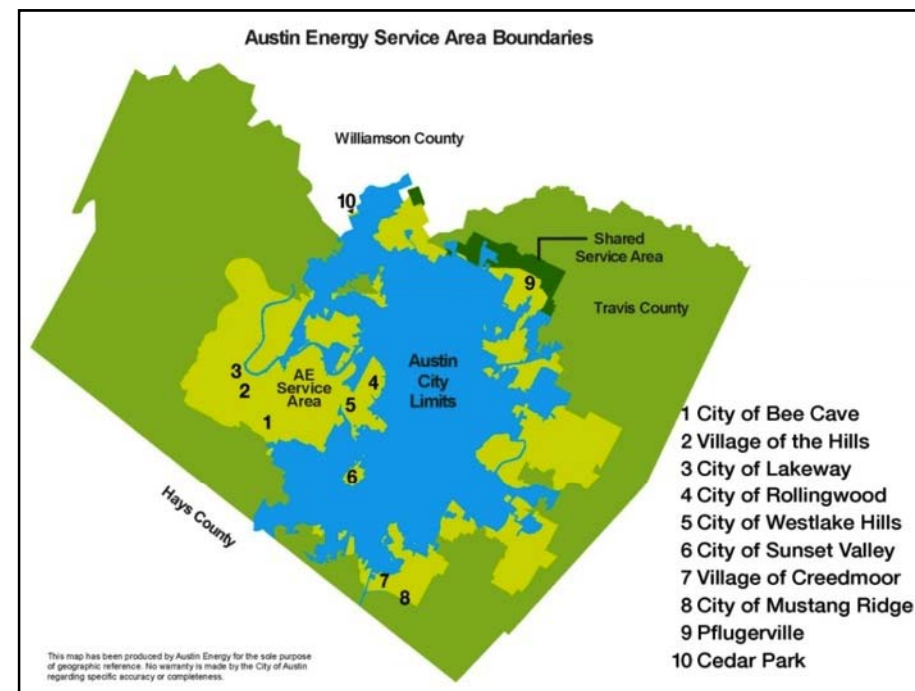 Austin Energy Service Area Boundaries
Williamson County
10
Shared
Service Area
9
Travis County
3
2
AE
Service
Area
4
5
1
Austin
City
Limits
6
Hays County
7
8
1 City of Bee Cave
2 Village of the Hills
3 City of Lakeway
4 City of Rollingwood
5 City of Westlake Hills
6 City of Sunset Valley
7 Village of Creedmoor
8 City of Mustang Ridge
9 Pflugerville
10 Cedar Park
This map has been produced by Austin Energy for the sole purpose
of geographic reference. No warranty is made by the City of Austin
regarding specific accuracy or completeness.